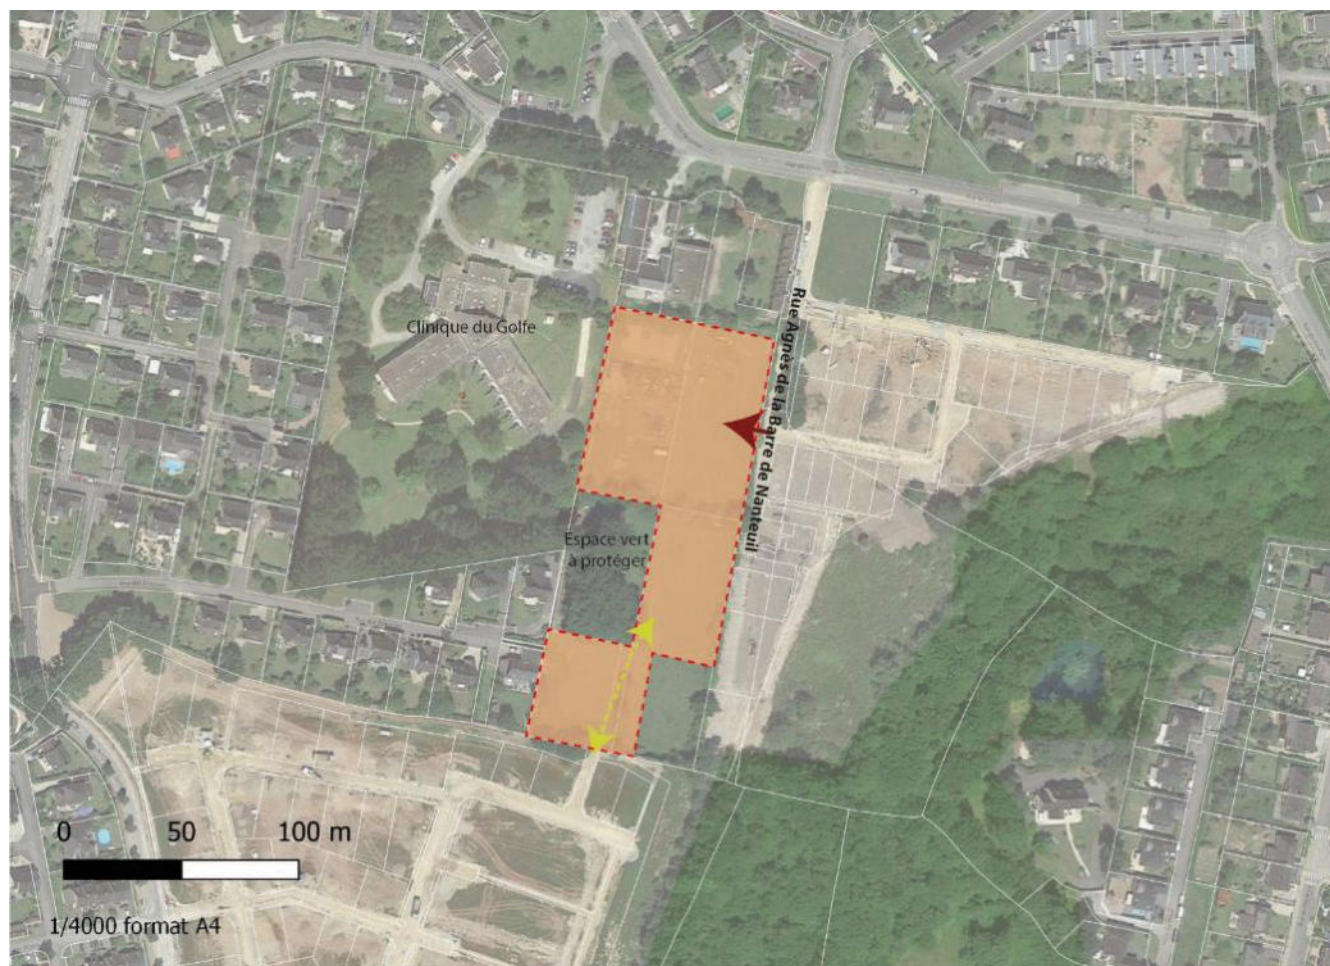 Clinique du Golfe
Rue Agnès de la Barre de Nanteuil
Espace vert
à protéger
0 50 100 m
1/4000 format A4